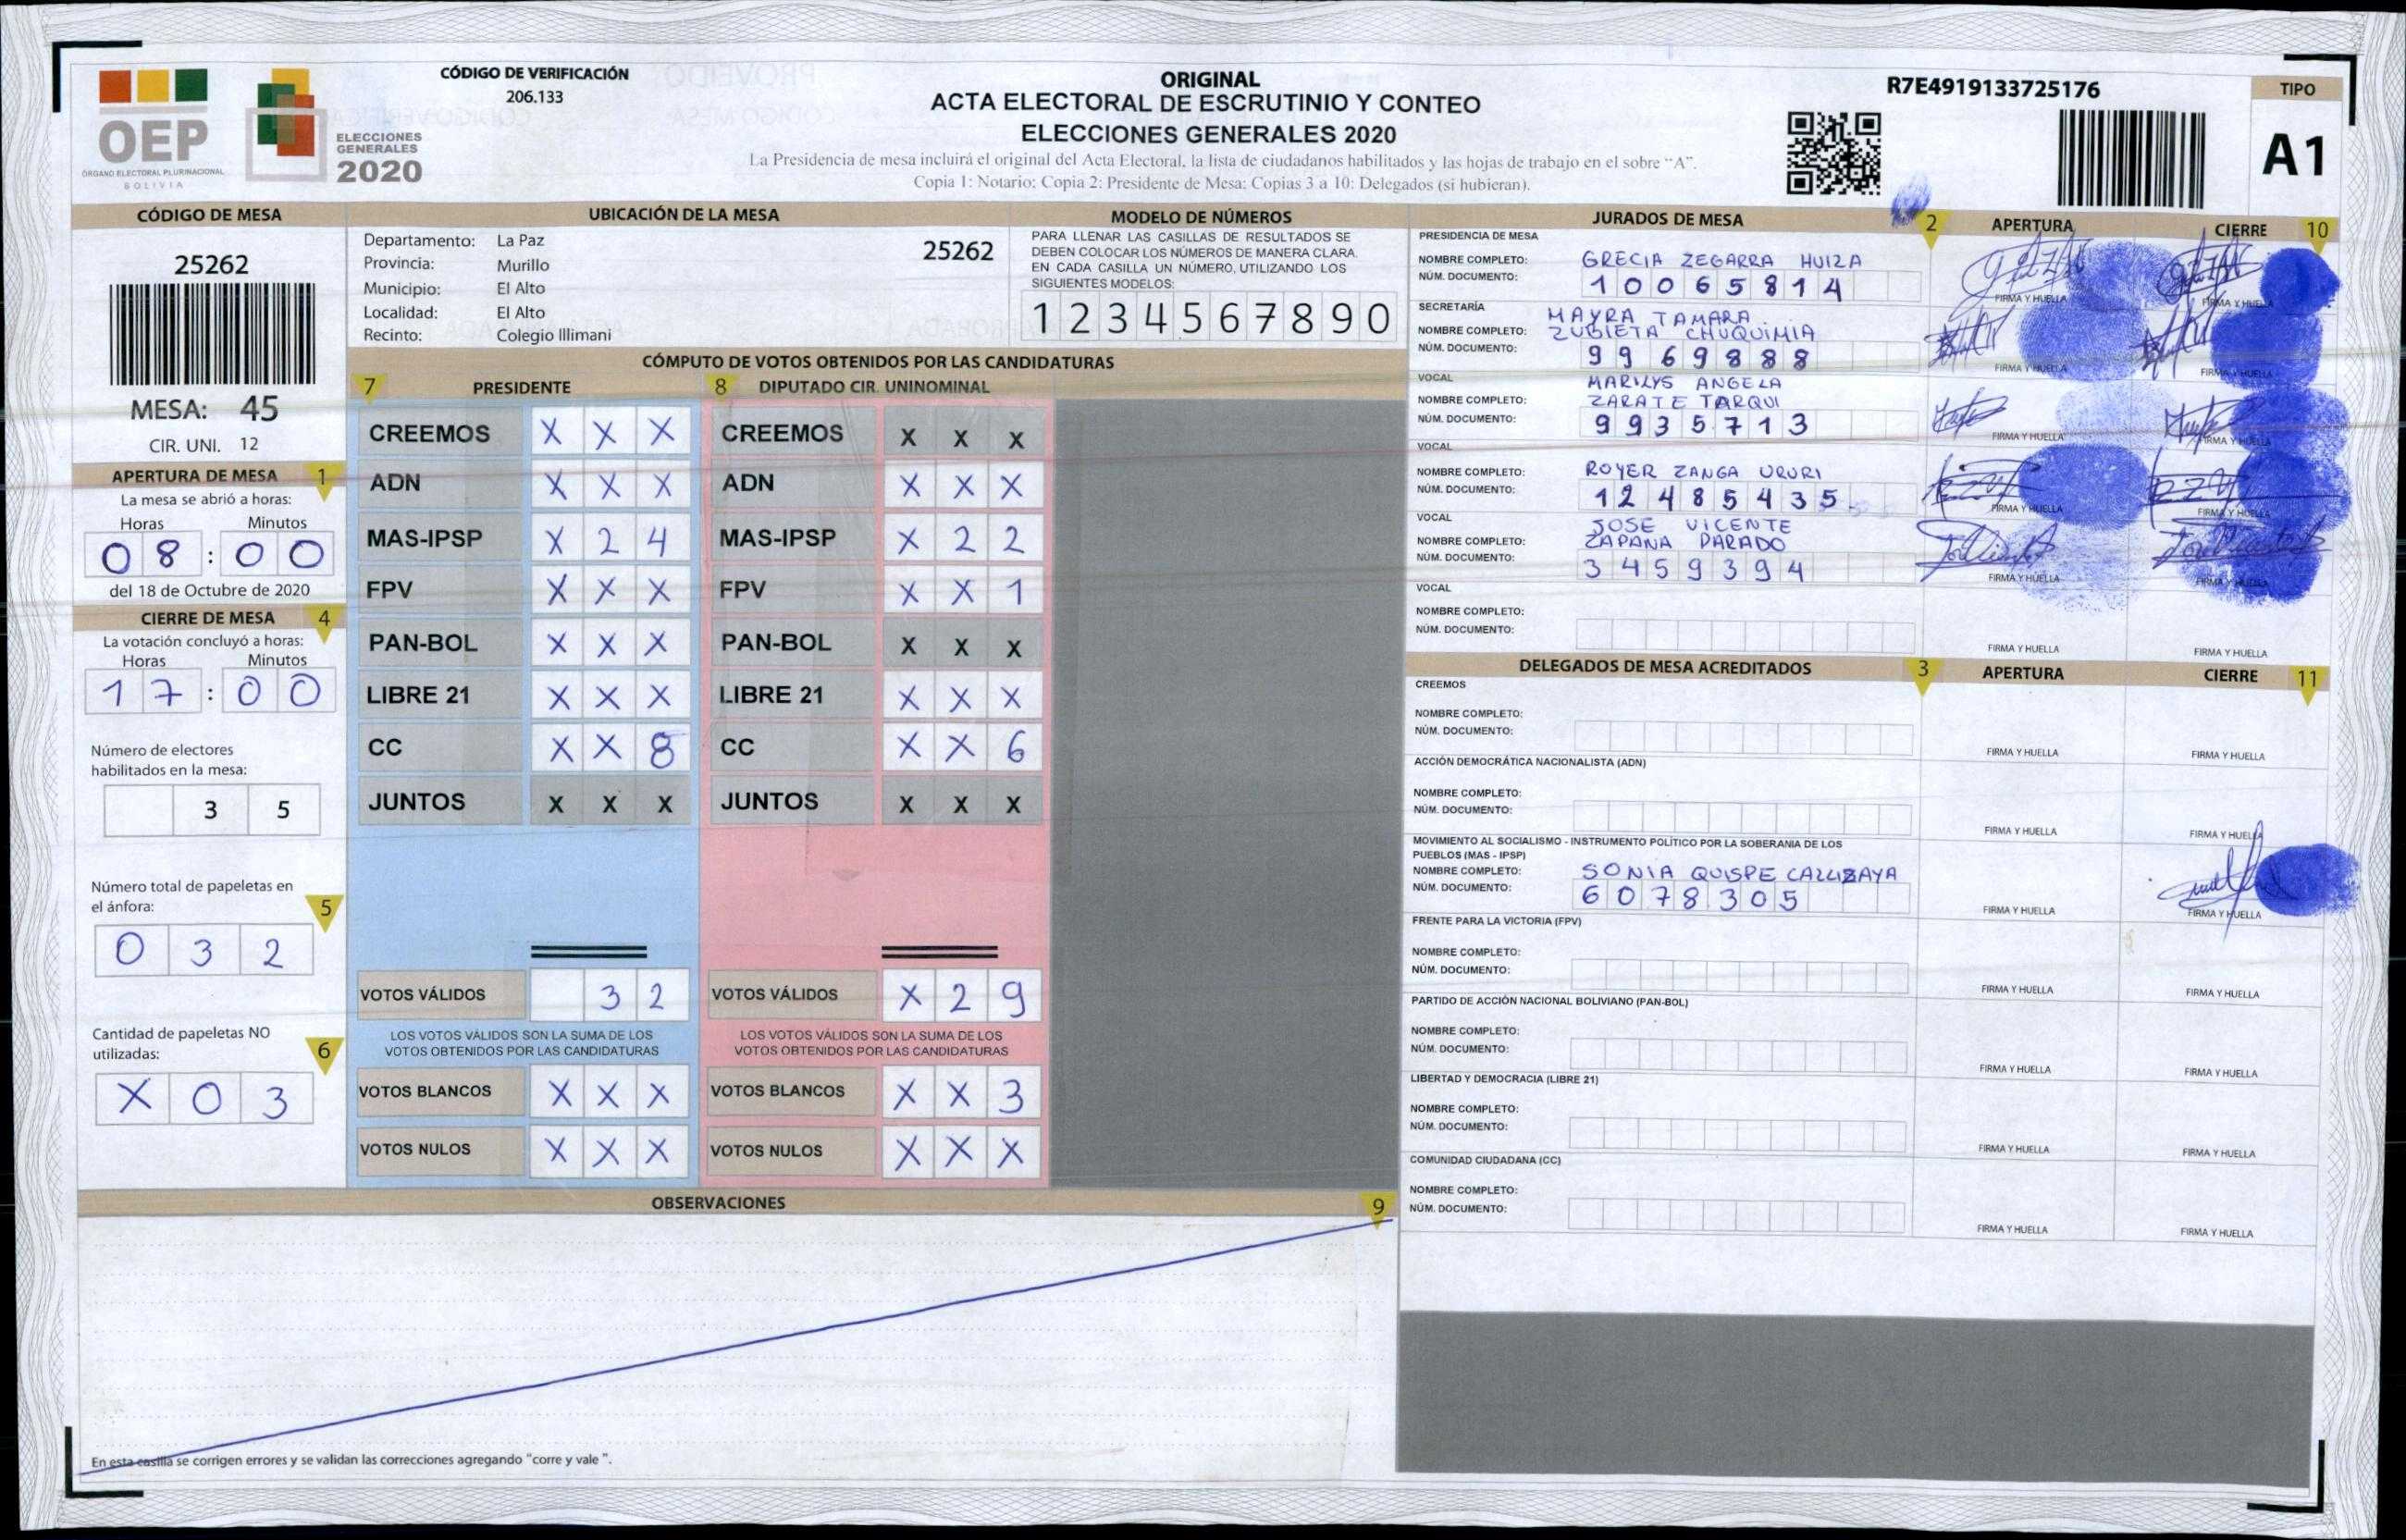 OEP
ÓRGANO ELECTORAL PLURINACIONAL
BOLIVIA
ELECCIONES
GENERALES
2020
CÓDIGO DE VERIFICACIÓN
206.133
ORIGINAL
ACTA ELECTORAL DE ESCRUTINIO Y CONTEO
ELECCIONES GENERALES 2020
La Presidencia de mesa incluirá el original del Acta Electoral, la lista de ciudadanos habilitados y las hojas de trabajo en el sobre "A".
Copia 1: Notario; Copia 2: Presidente de Mesa; Copias 3 a 10: Delegados (si hubieran).
R7E4919133725176
TIPO
A1
CÓDIGO DE MESA
25262
MESA: 45
CIR. UNI. 12
APERTURA DE MESA 1
La mesa se abrió a horas:
Horas Minutos
08:00
del 18 de Octubre de 2020
CIERRE DE MESA 4
La votación concluyó a horas:
Horas Minutos
17:00
Número de electores
habilitados en la mesa:
3 5
Número total de papeletas en
el ánfora: 5
0 3 2
Cantidad de papeletas NO
utilizadas: 6
X 0 3
UBICACIÓN DE LA MESA
Departamento: La Paz 25262
Provincia: Murillo
Municipio: El Alto
Localidad: El Alto
Recinto: Colegio Illimani
MODELO DE NÚMEROS
PARA LLENAR LAS CASILLAS DE RESULTADOS SE
DEBEN COLOCAR LOS NÚMEROS DE MANERA CLARA.
EN CADA CASILLA UN NÚMERO, UTILIZANDO LOS
SIGUIENTES MODELOS:
1 2 3 4 5 6 7 8 9 0
CÓMPUTO DE VOTOS OBTENIDOS POR LAS CANDIDATURAS
7 PRESIDENTE 8 DIPUTADO CIR. UNINOMINAL
CREEMOS X X X CREEMOS X X X
ADN X X X ADN X X X
MAS-IPSP X 2 4 MAS-IPSP X 2 2
FPV X X X FPV X X 1
PAN-BOL X X X PAN-BOL X X X
LIBRE 21 X X X LIBRE 21 X X X
CC X X 8 CC X X 6
JUNTOS X X X JUNTOS X X X
VOTOS VÁLIDOS 3 2 VOTOS VÁLIDOS X 2 9
LOS VOTOS VÁLIDOS SON LA SUMA DE LOS LOS VOTOS VÁLIDOS SON LA SUMA DE LOS
VOTOS OBTENIDOS POR LAS CANDIDATURAS VOTOS OBTENIDOS POR LAS CANDIDATURAS
VOTOS BLANCOS X X X VOTOS BLANCOS X X 3
VOTOS NULOS X X X VOTOS NULOS X X X
OBSERVACIONES 9
En esta casilla se corrigen errores y se validan las correcciones agregando "corre y vale".
JURADOS DE MESA 2 APERTURA CIERRE 10
PRESIDENCIA DE MESA
NOMBRE COMPLETO: GRECIA ZEGARRA HUIZA
NÚM. DOCUMENTO: 10065814
FIRMA Y HUELLA FIRMA Y HUELLA
SECRETARÍA
MAYRA TAMARA
NOMBRE COMPLETO: ZUBIETA CHUQUIMIA
NÚM. DOCUMENTO: 9969888
FIRMA Y HUELLA FIRMA Y HUELLA
VOCAL
MARILYS ANGELA
NOMBRE COMPLETO: ZARATE TARQUI
NÚM. DOCUMENTO: 9935713
FIRMA Y HUELLA FIRMA Y HUELLA
VOCAL
NOMBRE COMPLETO: ROYER ZANGA URURI
NÚM. DOCUMENTO: 12485435
FIRMA Y HUELLA FIRMA Y HUELLA
VOCAL
JOSE VICENTE
NOMBRE COMPLETO: ZAPANA PARADO
NÚM. DOCUMENTO: 3459394
FIRMA Y HUELLA FIRMA Y HUELLA
VOCAL
NOMBRE COMPLETO:
NÚM. DOCUMENTO:
FIRMA Y HUELLA FIRMA Y HUELLA
DELEGADOS DE MESA ACREDITADOS 3 APERTURA CIERRE 11
CREEMOS
NOMBRE COMPLETO:
NÚM. DOCUMENTO:
FIRMA Y HUELLA FIRMA Y HUELLA
ACCIÓN DEMOCRÁTICA NACIONALISTA (ADN)
NOMBRE COMPLETO:
NÚM. DOCUMENTO:
FIRMA Y HUELLA FIRMA Y HUELLA
MOVIMIENTO AL SOCIALISMO - INSTRUMENTO POLÍTICO POR LA SOBERANIA DE LOS
PUEBLOS (MAS - IPSP)
NOMBRE COMPLETO: SONIA QUISPE CALLIZAYA
NÚM. DOCUMENTO: 6078305
FIRMA Y HUELLA FIRMA Y HUELLA
FRENTE PARA LA VICTORIA (FPV)
NOMBRE COMPLETO:
NÚM. DOCUMENTO:
FIRMA Y HUELLA FIRMA Y HUELLA
PARTIDO DE ACCIÓN NACIONAL BOLIVIANO (PAN-BOL)
NOMBRE COMPLETO:
NÚM. DOCUMENTO:
FIRMA Y HUELLA FIRMA Y HUELLA
LIBERTAD Y DEMOCRACIA (LIBRE 21)
NOMBRE COMPLETO:
NÚM. DOCUMENTO:
FIRMA Y HUELLA FIRMA Y HUELLA
COMUNIDAD CIUDADANA (CC)
NOMBRE COMPLETO:
NÚM. DOCUMENTO:
FIRMA Y HUELLA FIRMA Y HUELLA